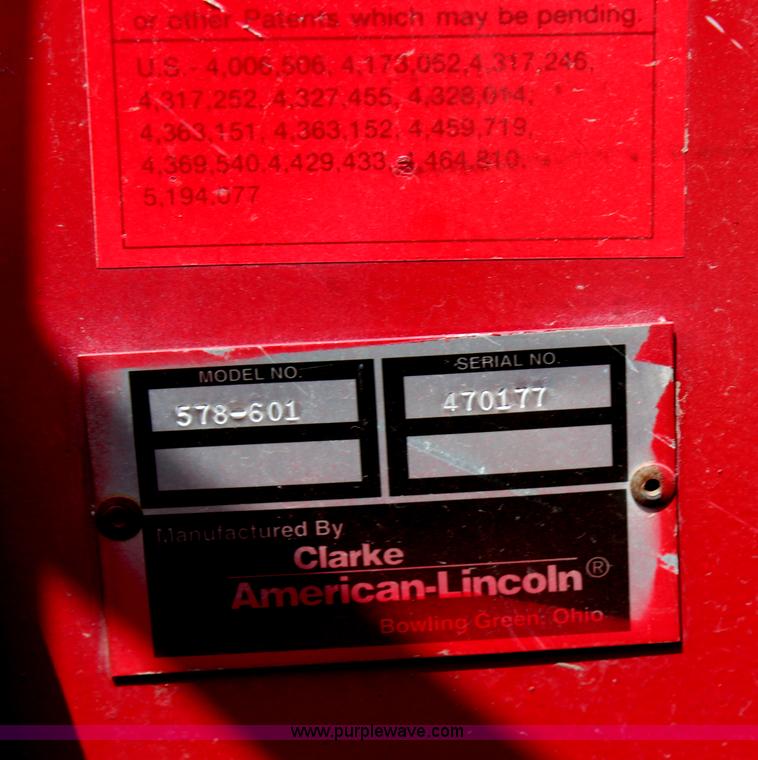 or other Patents which may be pending.
U.S.- 4,006,506, 4,173,052,4,317,246,
4,317,252, 4,327,455, 4,328,014,
4,363,151, 4,363,152, 4,459,719,
4,369,540 4,429,433, 4,464,810,
5,194,077
MODEL NO. SERIAL NO.
578-601 470177
Manufactured By
Clarke
American-Lincoln®
Bowling Green, Ohio
www.purplewave.com